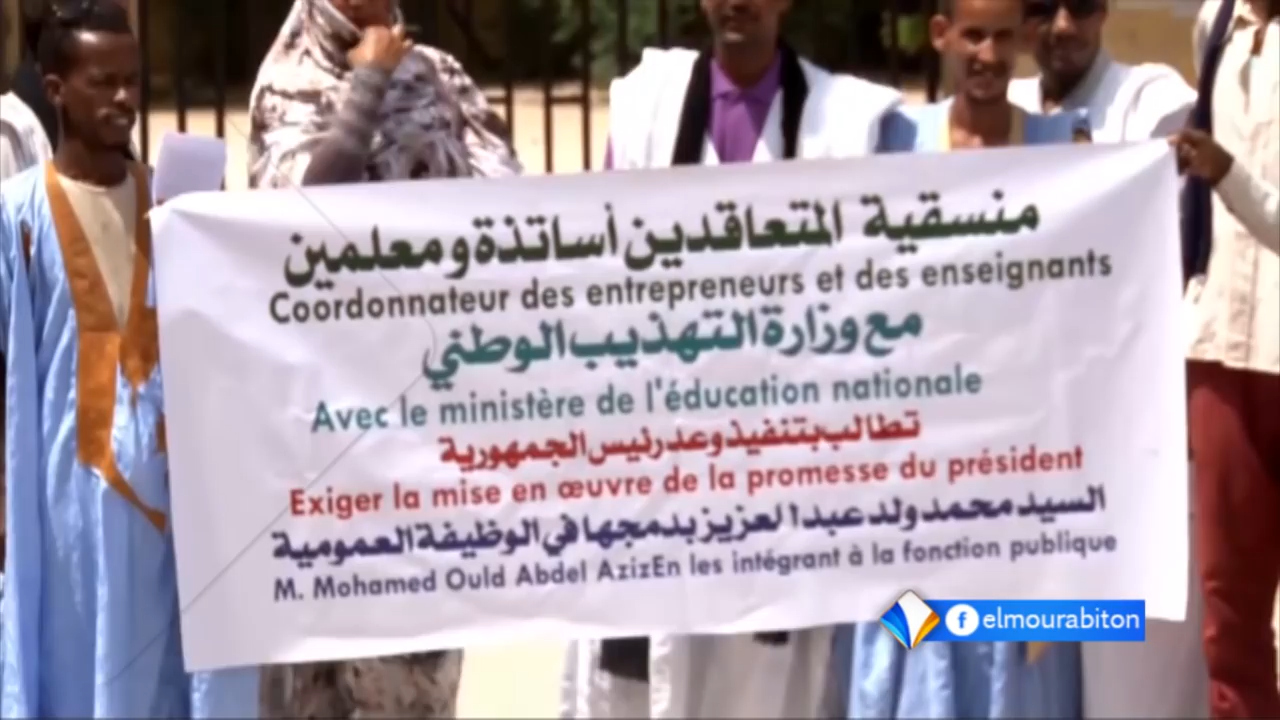 منسقية المتعاقدين أساتذة ومعلمين
Coordonnateur des entrepreneurs et des enseignants
مع وزارة التهذيب الوطني
Avec le ministère de l'éducation nationale
تطالب بتنفيذ وعد رئيس الجمهورية
Exiger la mise en œuvre de la promesse du président
السيد محمد ولد عبد العزيز بدمجها في الوظيفة العمومية
M. Mohamed Ould Abdel AzizEn les intégrant à la fonction publique
elmourabiton